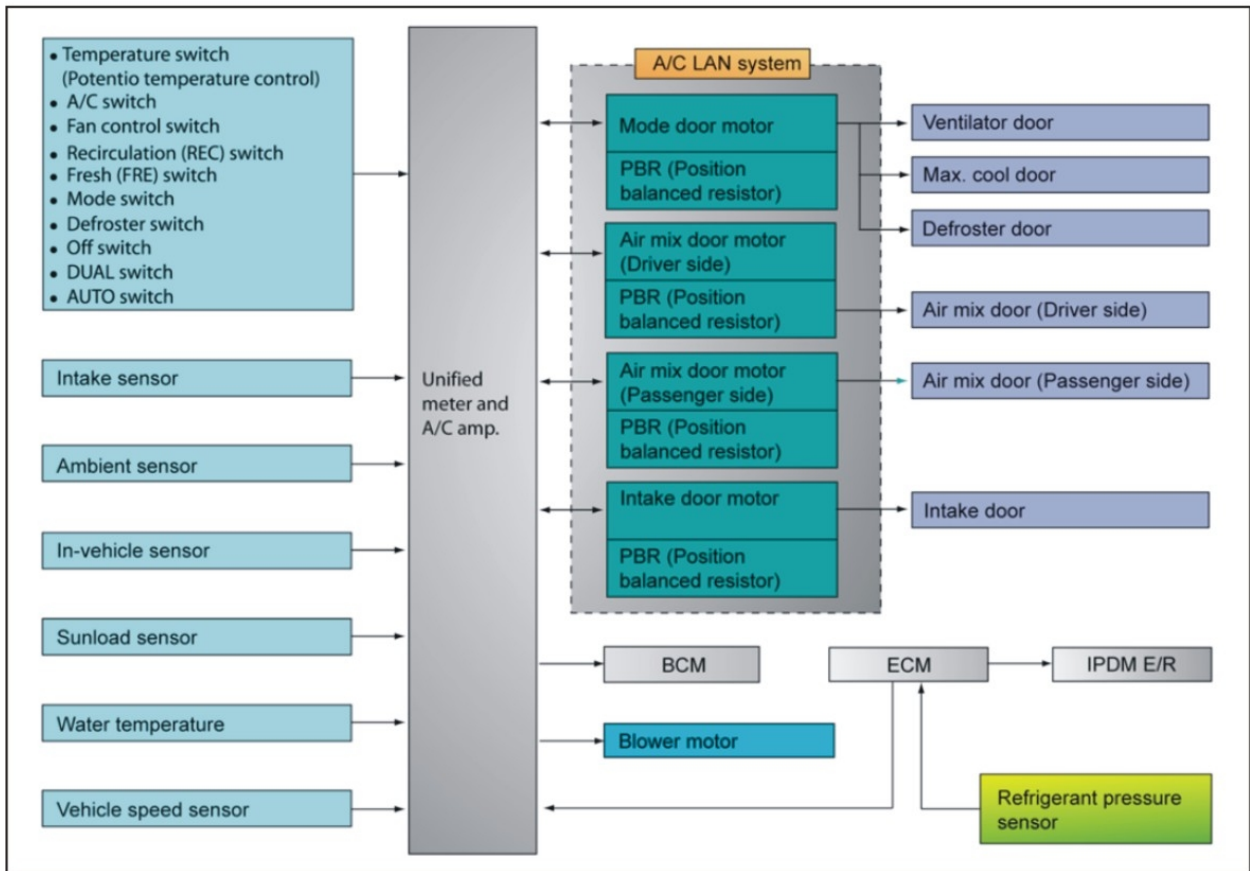 • Temperature switch
(Potentio temperature control)
• A/C switch
• Fan control switch
• Recirculation (REC) switch
• Fresh (FRE) switch
• Mode switch
• Defroster switch
• Off switch
• DUAL switch
• AUTO switch
Intake sensor
Ambient sensor
In-vehicle sensor
Sunload sensor
Water temperature
Vehicle speed sensor
Unified
meter and
A/C amp.
A/C LAN system
Mode door motor
PBR (Position
balanced resistor)
Air mix door motor
(Driver side)
PBR (Position
balanced resistor)
Air mix door motor
(Passenger side)
PBR (Position
balanced resistor)
Intake door motor
PBR (Position
balanced resistor)
Ventilator door
Max. cool door
Defroster door
Air mix door (Driver side)
Air mix door (Passenger side)
Intake door
BCM
ECM
IPDM E/R
Blower motor
Refrigerant pressure
sensor